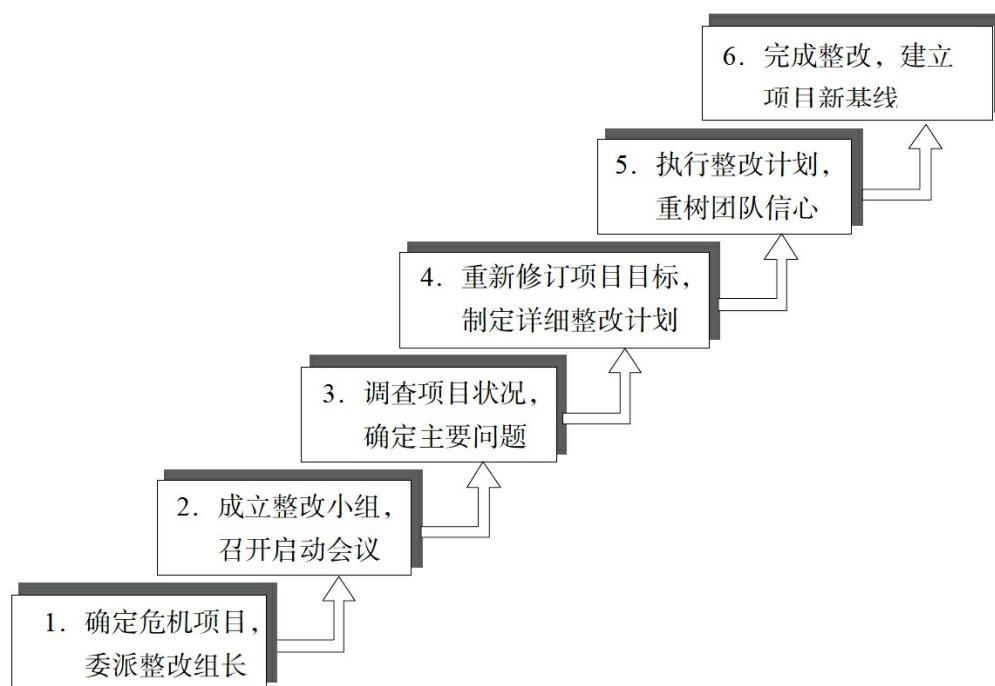 6. 完成整改，建立
项目新基线
5. 执行整改计划，
重树团队信心
4. 重新修订项目目标，
制定详细整改计划
3. 调查项目状况，
确定主要问题
2. 成立整改小组，
召开启动会议
1. 确定危机项目，
委派整改组长